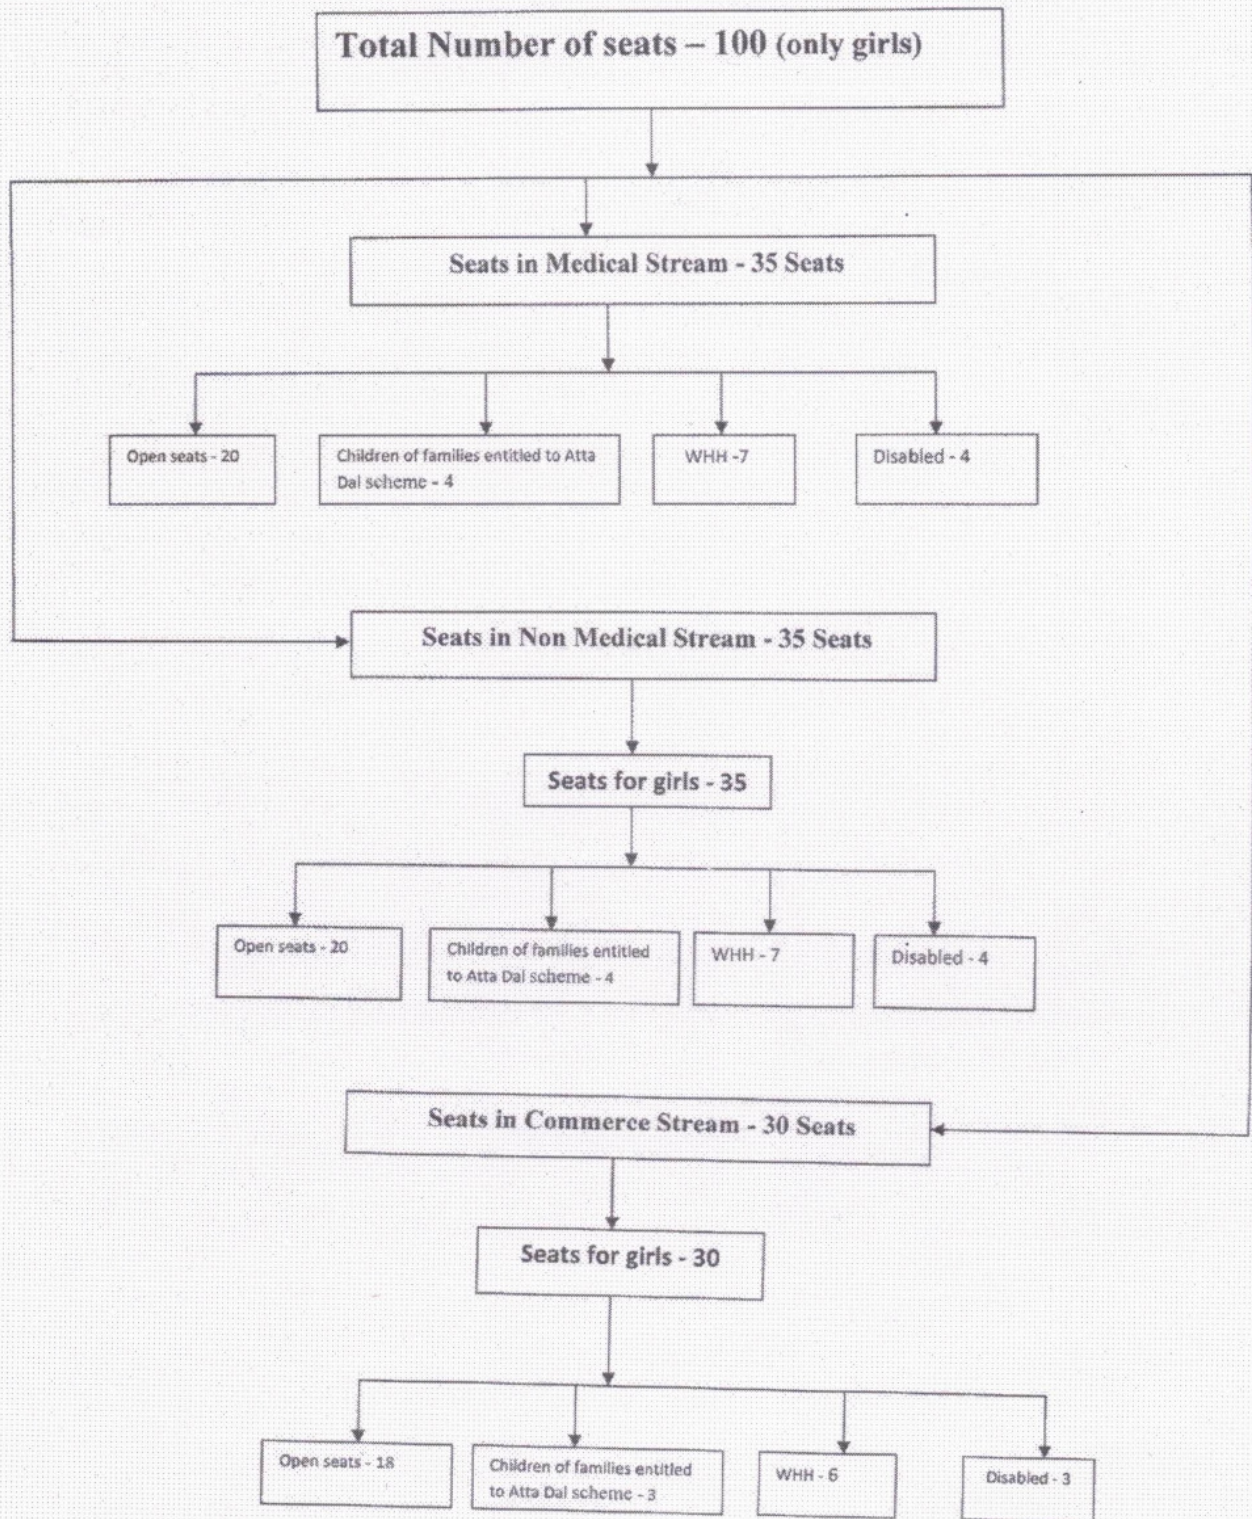 Total Number of seats – 100 (only girls)
Seats in Medical Stream - 35 Seats
Open seats - 20
Children of families entitled to Atta
Dal scheme - 4
WHH -7
Disabled - 4
Seats in Non Medical Stream - 35 Seats
Seats for girls - 35
Open seats - 20
Children of families entitled
to Atta Dal scheme - 4
WHH - 7
Disabled - 4
Seats in Commerce Stream - 30 Seats
Seats for girls - 30
Open seats - 18
Children of families entitled
to Atta Dal scheme - 3
WHH - 6
Disabled - 3